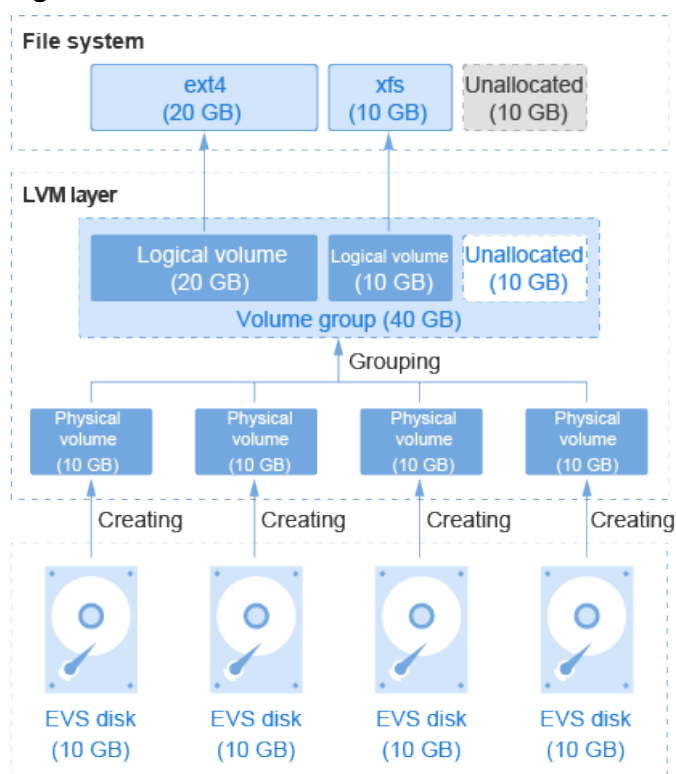 File system
ext4
(20 GB)
xfs
(10 GB)
Unallocated
(10 GB)
LVM layer
Logical volume
(20 GB)
Logical volume
(10 GB)
Unallocated
(10 GB)
Volume group (40 GB)
Grouping
Physical
volume
(10 GB)
Physical
volume
(10 GB)
Physical
volume
(10 GB)
Physical
volume
(10 GB)
Creating
Creating
Creating
Creating
EVS disk
(10 GB)
EVS disk
(10 GB)
EVS disk
(10 GB)
EVS disk
(10 GB)